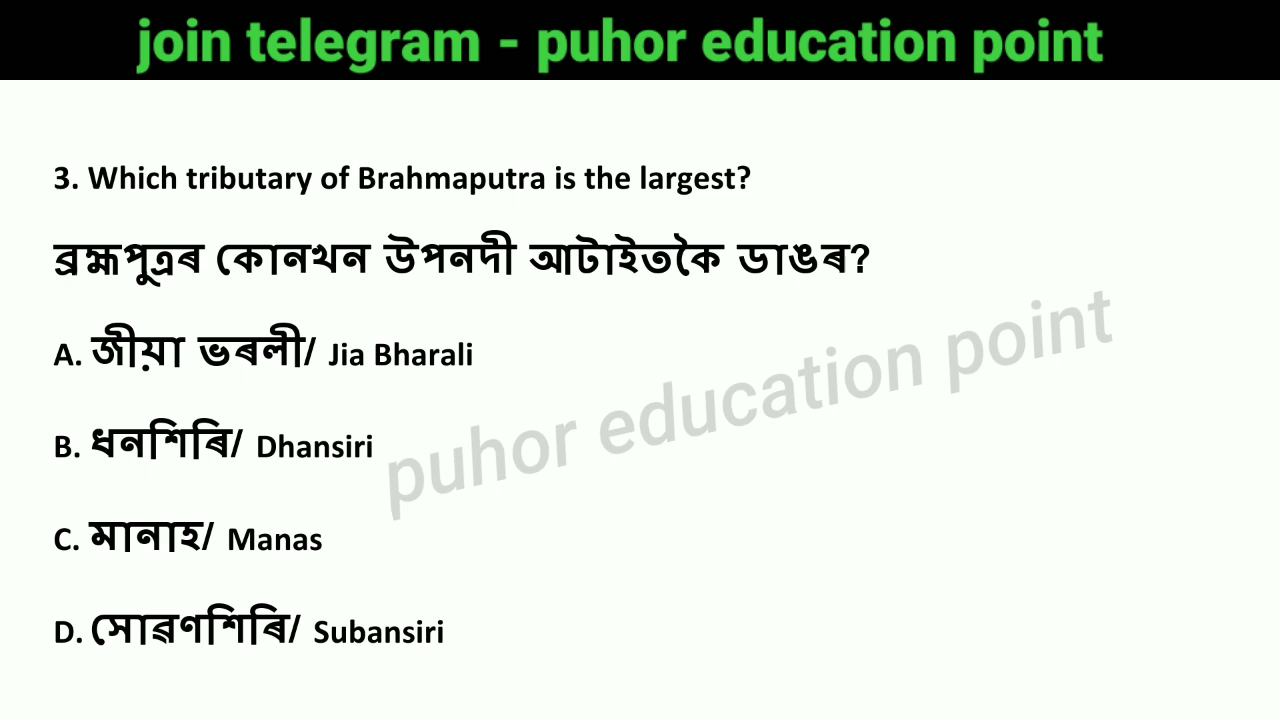 join telegram - puhor education point
3. Which tributary of Brahmaputra is the largest?
ব্ৰহ্মপুত্ৰৰ কোনখন উপনদী আটাইতকৈ ডাঙৰ?
A. জীয়া ভৰলী/ Jia Bharali
puhor education point
B. ধনশিৰি/ Dhansiri
C. মানাহ/ Manas
D. সোৱণশিৰি/ Subansiri